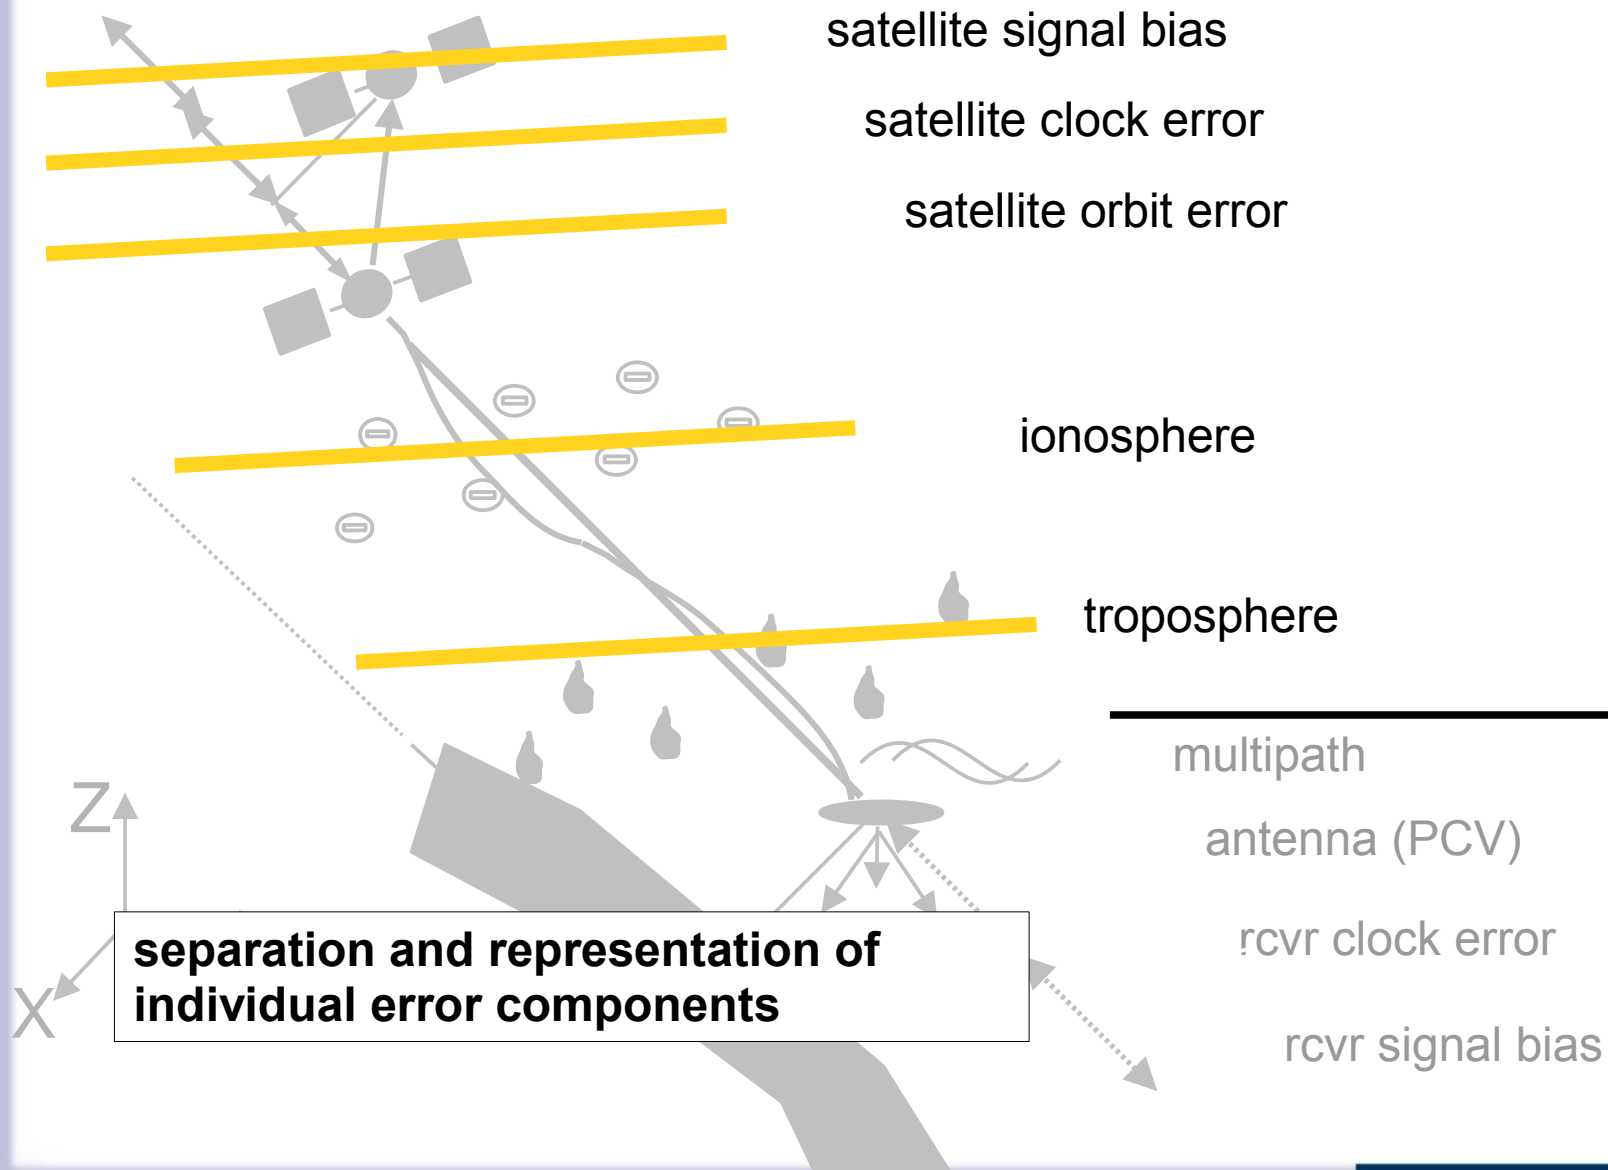 satellite signal bias
satellite clock error
satellite orbit error
ionosphere
troposphere
multipath
antenna (PCV)
rcvr clock error
rcvr signal bias
Z
X
separation and representation of
individual error components